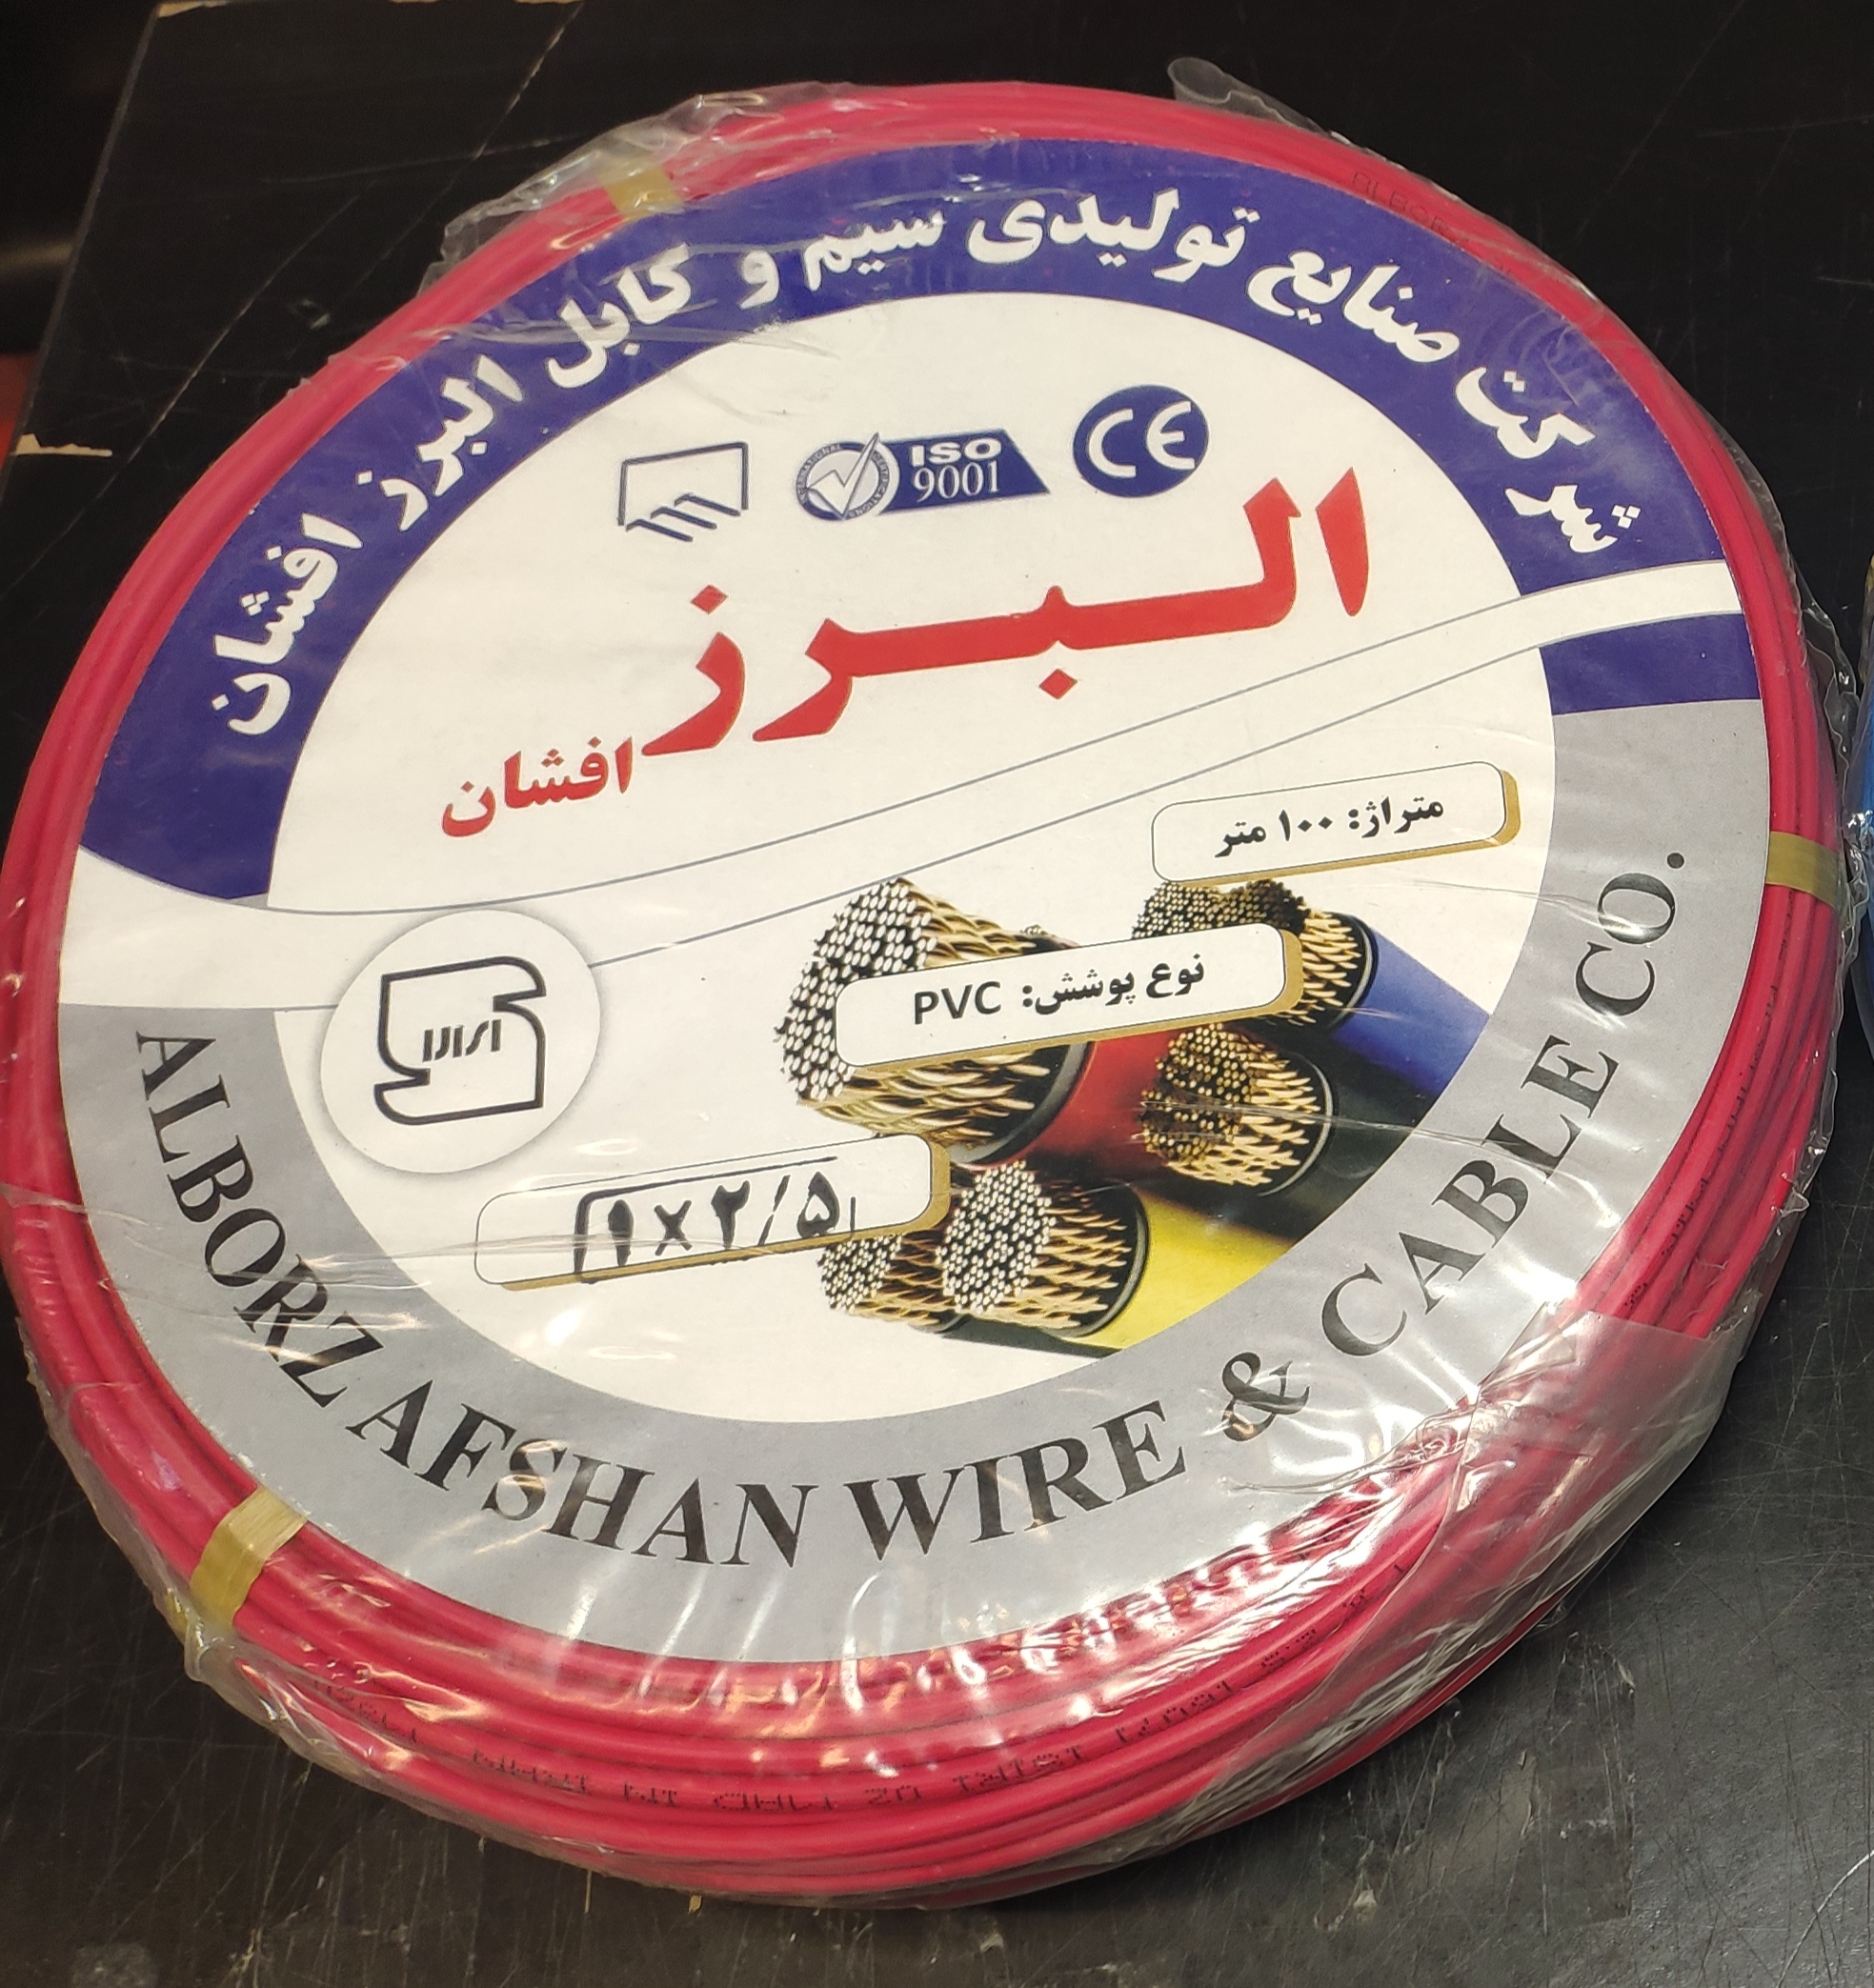 شرکت صنایع تولیدی سیم و کابل البرز افشان
ISO
9001
CE
البرز
افشان
متراژ: ۱۰۰ متر
نوع پوشش: PVC
۱×۲/۵
ALBORZ AFSHAN WIRE & CABLE CO.